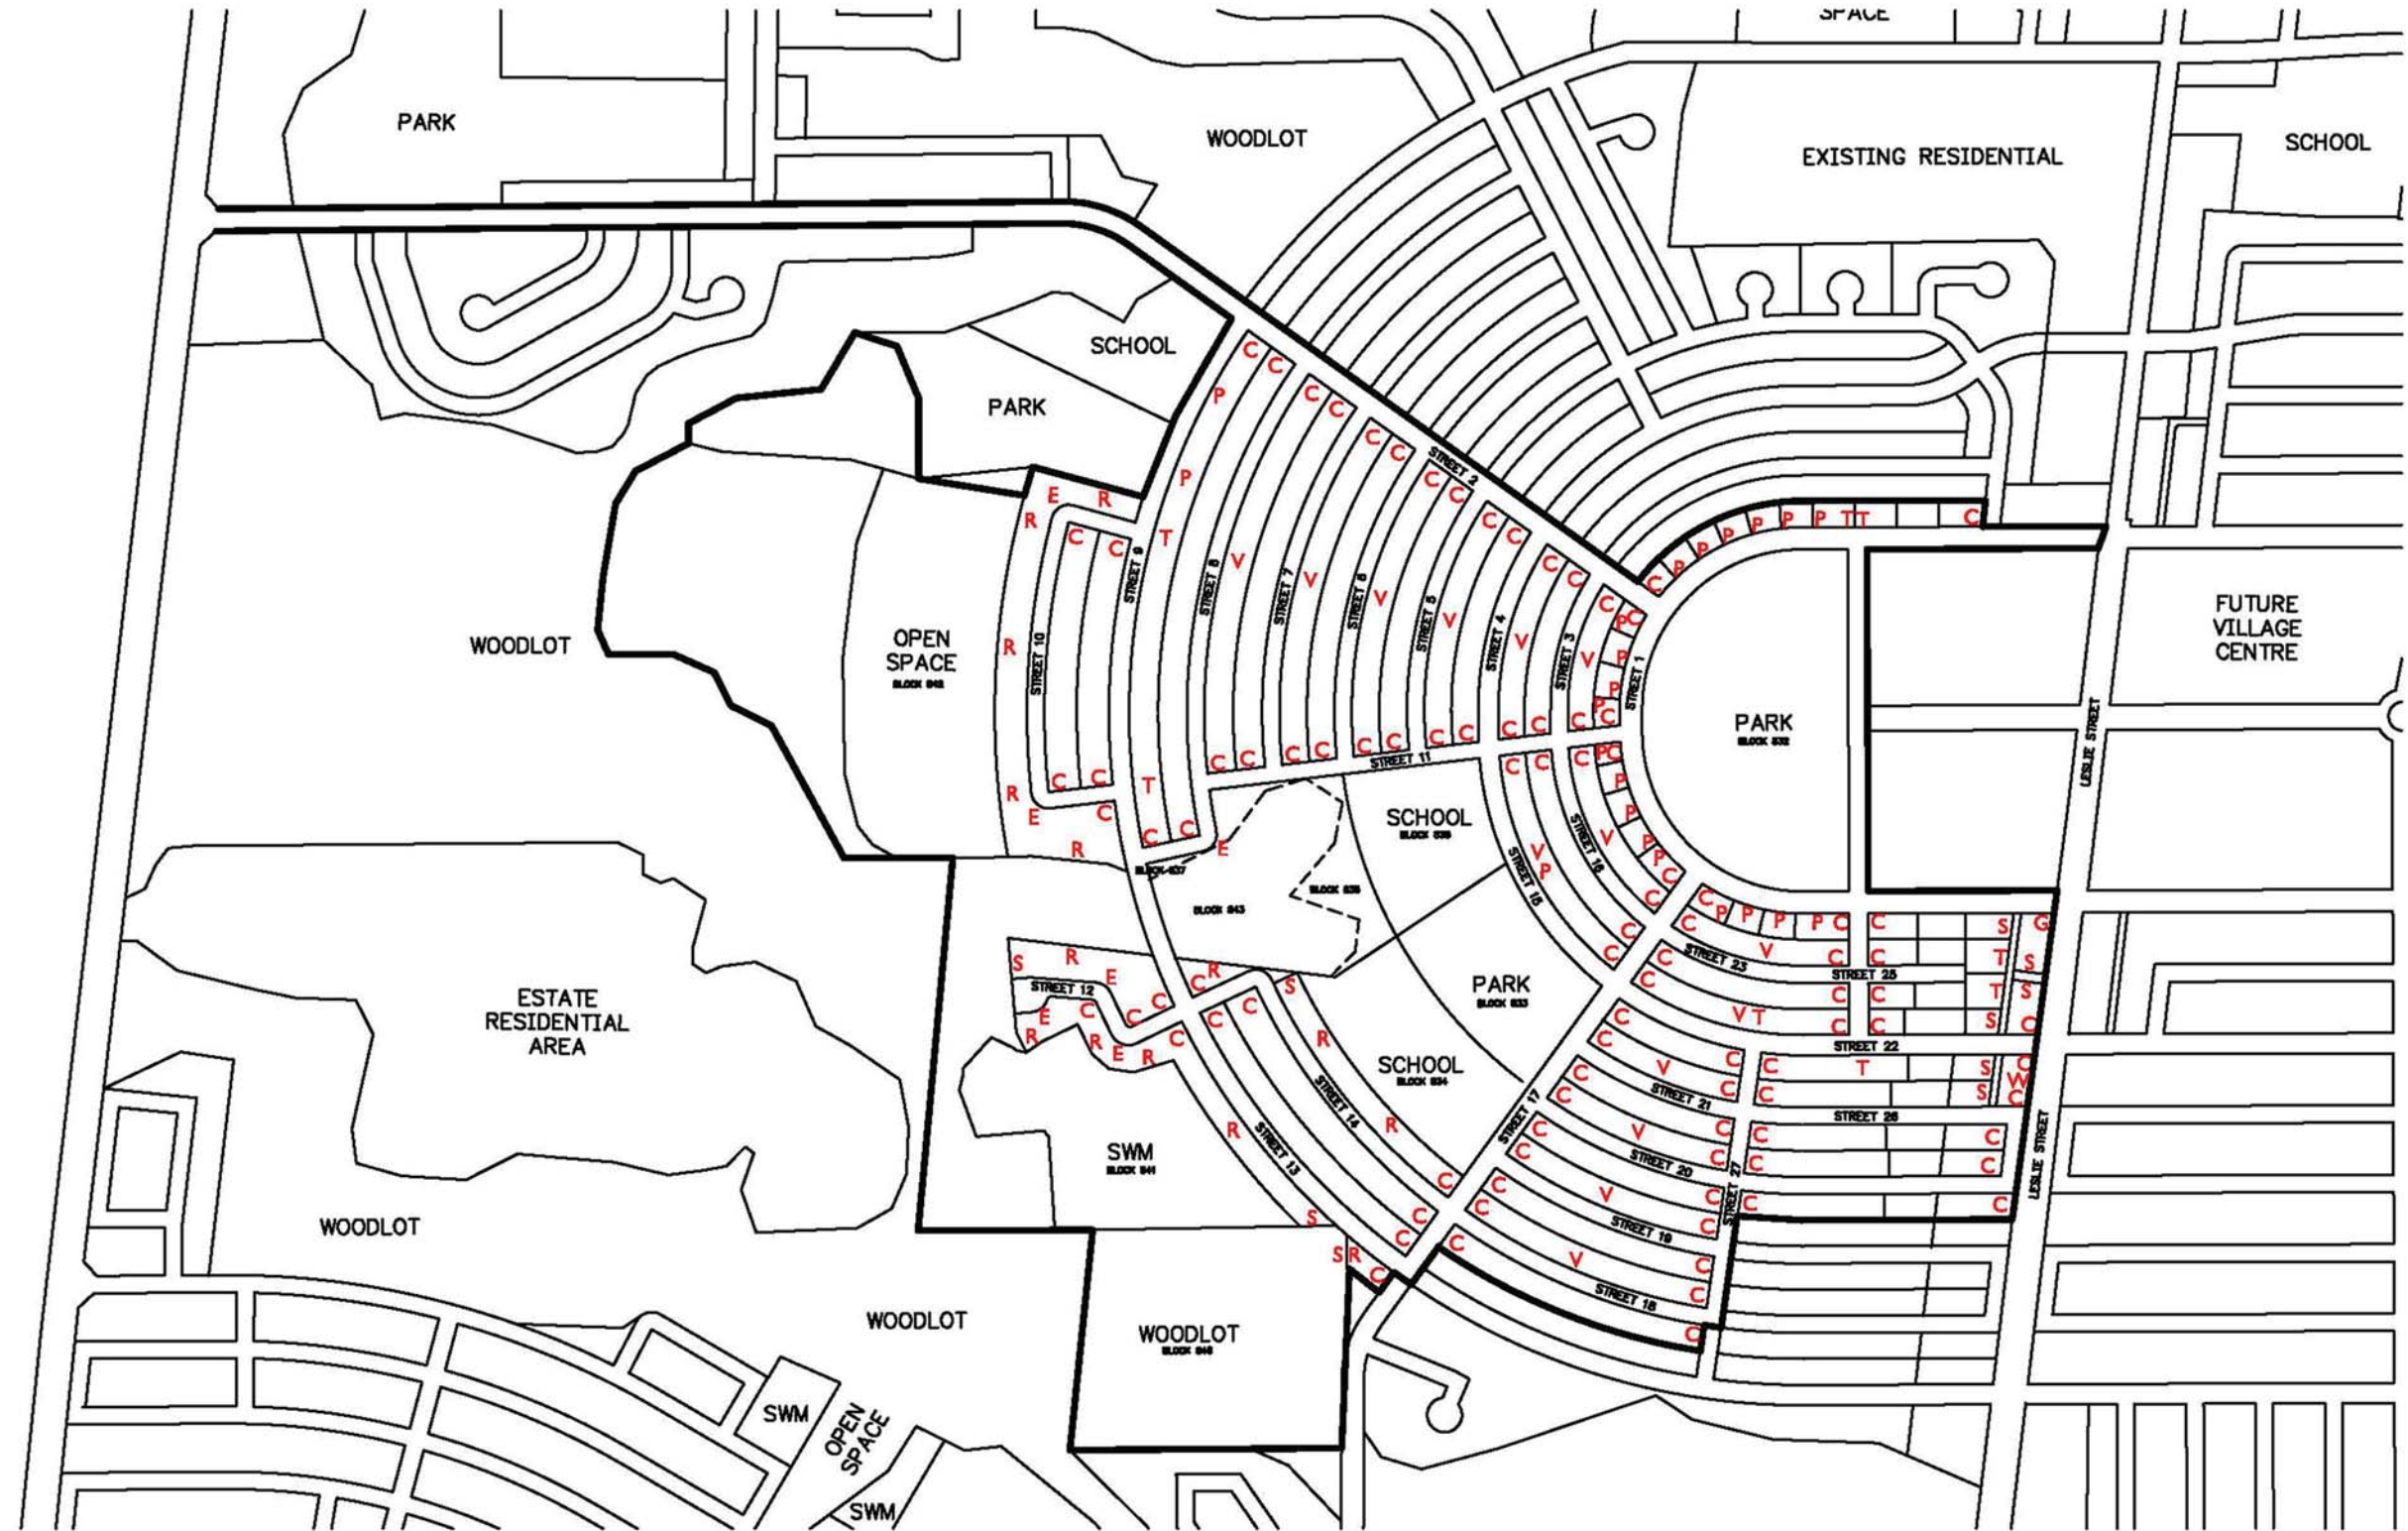 SPACE
PARK
WOODLOT
EXISTING RESIDENTIAL
SCHOOL
SCHOOL
PARK
C
C
P
C C
C
C
P
STREET 2
C
C
E
R
R
C
C
P P P P P T T
C
P
P
C
C C
T
STREET 9
STREET 8
V
STREET 7
V
STREET 6
V
STREET 5
V
STREET 4
V
STREET 3
V
C
C
C
P C
P
P
P
C
STREET 1
FUTURE
VILLAGE
CENTRE
WOODLOT
OPEN
SPACE
R
STREET 10
PARK
LESLIE STREET
C C
C C
C C
C C
C C
C
STREET 11
R
E
C C
C
R
T
C C
E
SCHOOL
C C
C
P C
P
P
P
P
C
C
STREET 16
V
STREET 15
V
P
C
C
BLOCK 843
C
P P P P C
C
S G
C
STREET 23
V
C C
T S
STREET 25
C
C C
T S
V T
C C
S C
STREET 22
S
R
E
STREET 12
C
C
C
R
S
E
C
R
R
E
R
C
C C
PARK
ESTATE
RESIDENTIAL
AREA
R
SCHOOL
STREET 14
R
STREET 13
R
STREET 17
C
C
V
C C
T
S C
W
C
STREET 21
C C
S
STREET 26
C
C
V
C C
C
STREET 20
C C
C
STREET 27
C
C
V
C C
C
STREET 19
C
LESLIE STREET
SWM
WOODLOT
S
C
C
C
S R
C
C
C
C
V
C
STREET 18
C
C
WOODLOT
WOODLOT
SWM
OPEN
SPACE
SWM